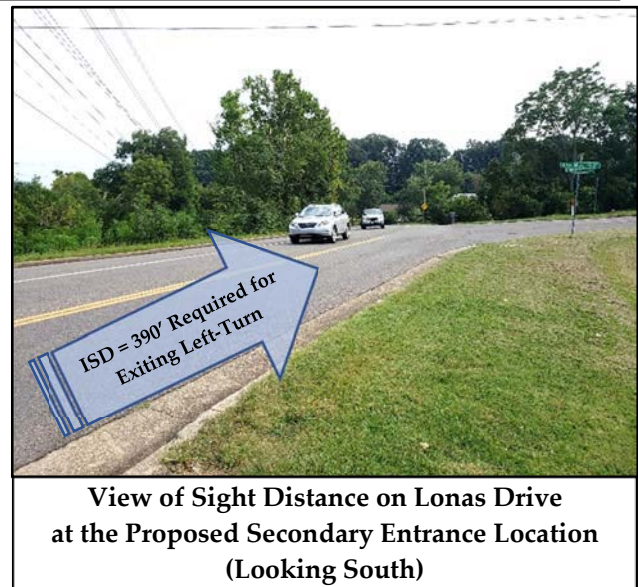 ISD = 390' Required for
Exiting Left-Turn
View of Sight Distance on Lonas Drive
at the Proposed Secondary Entrance Location
(Looking South)